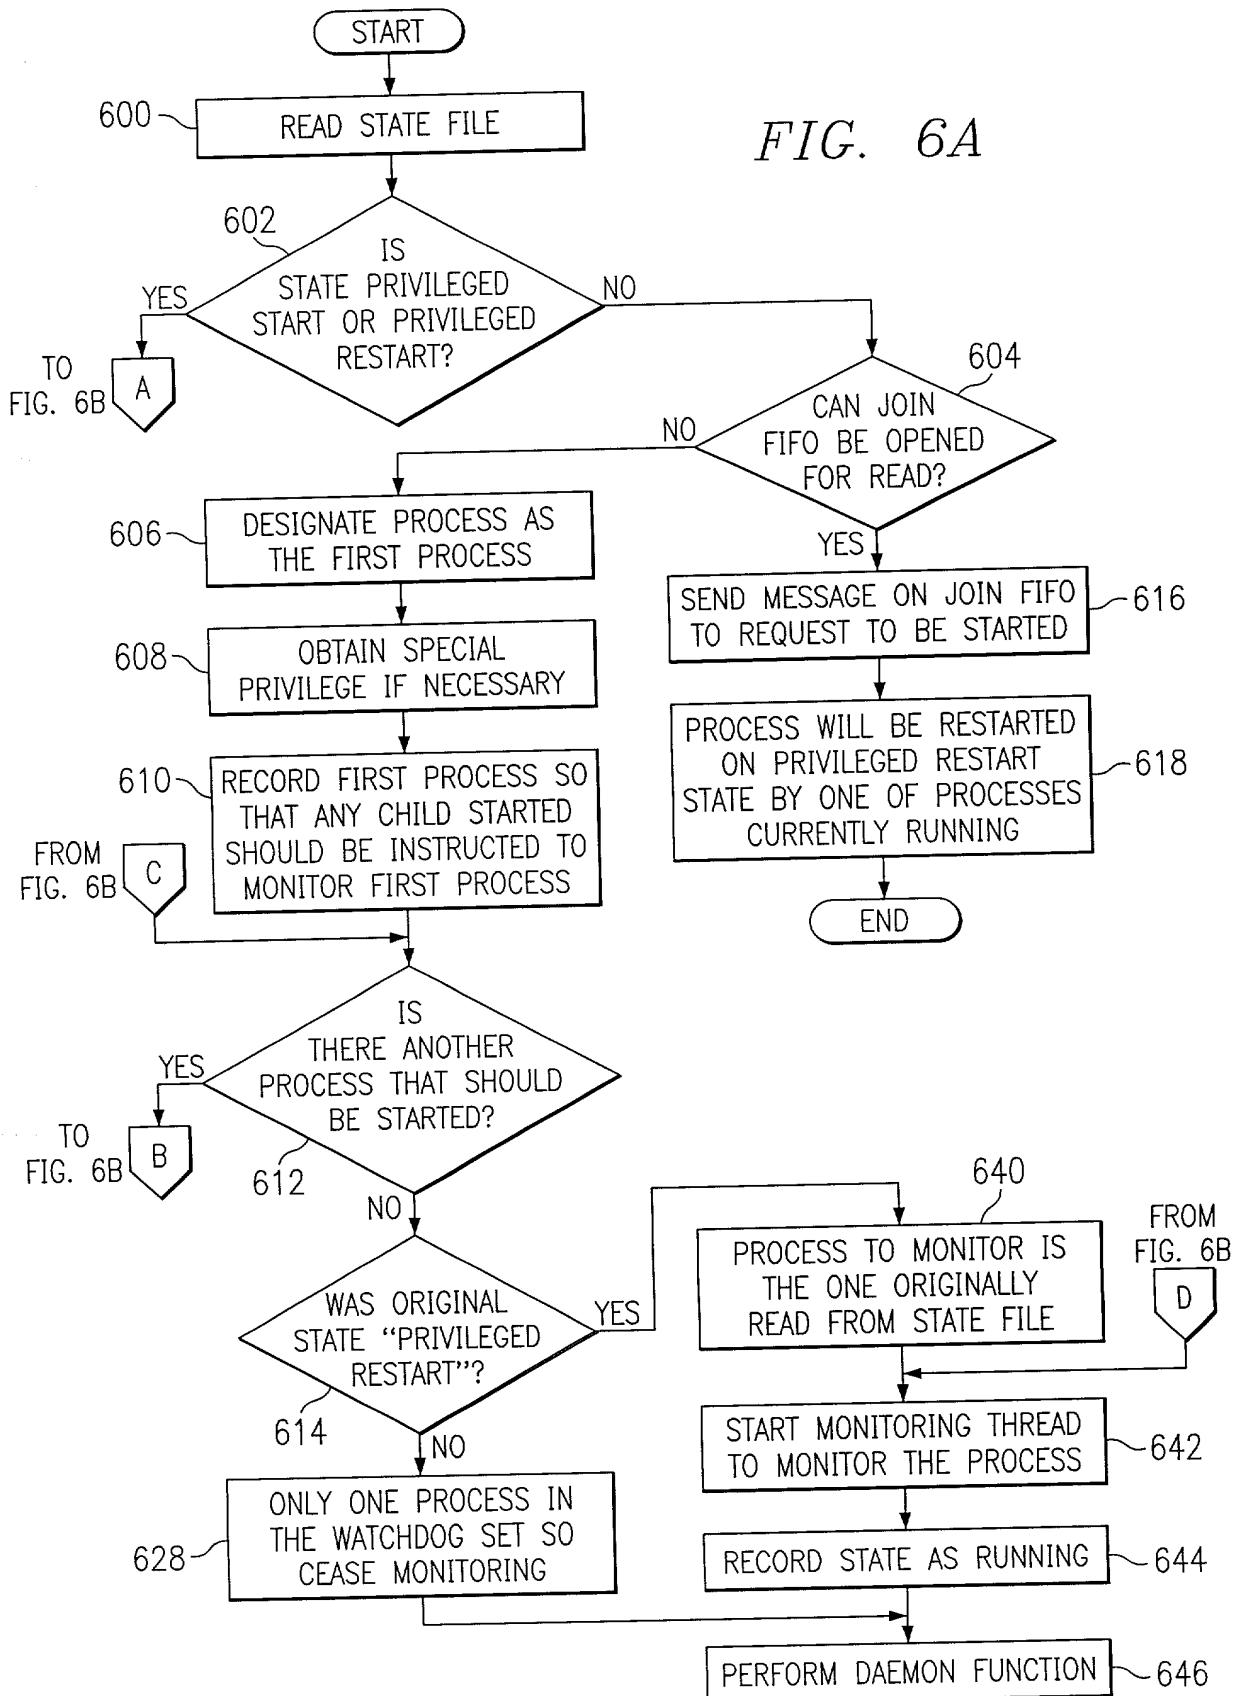 START
600
READ STATE FILE
FIG. 6A
602
IS
STATE PRIVILEGED
START OR PRIVILEGED
RESTART?
YES
NO
TO
FIG. 6B
A
604
CAN JOIN
FIFO BE OPENED
FOR READ?
NO
YES
606
DESIGNATE PROCESS AS
THE FIRST PROCESS
616
SEND MESSAGE ON JOIN FIFO
TO REQUEST TO BE STARTED
608
OBTAIN SPECIAL
PRIVILEGE IF NECESSARY
618
PROCESS WILL BE RESTARTED
ON PRIVILEGED RESTART
STATE BY ONE OF PROCESSES
CURRENTLY RUNNING
610
RECORD FIRST PROCESS SO
THAT ANY CHILD STARTED
SHOULD BE INSTRUCTED TO
MONITOR FIRST PROCESS
FROM
FIG. 6B
C
END
IS
THERE ANOTHER
PROCESS THAT SHOULD
BE STARTED?
YES
TO
FIG. 6B
B
612
NO
640
PROCESS TO MONITOR IS
THE ONE ORIGINALLY
READ FROM STATE FILE
FROM
FIG. 6B
D
WAS ORIGINAL
STATE “PRIVILEGED
RESTART”?
YES
614
NO
START MONITORING THREAD
TO MONITOR THE PROCESS
642
ONLY ONE PROCESS IN
THE WATCHDOG SET SO
CEASE MONITORING
628
RECORD STATE AS RUNNING
644
PERFORM DAEMON FUNCTION
646